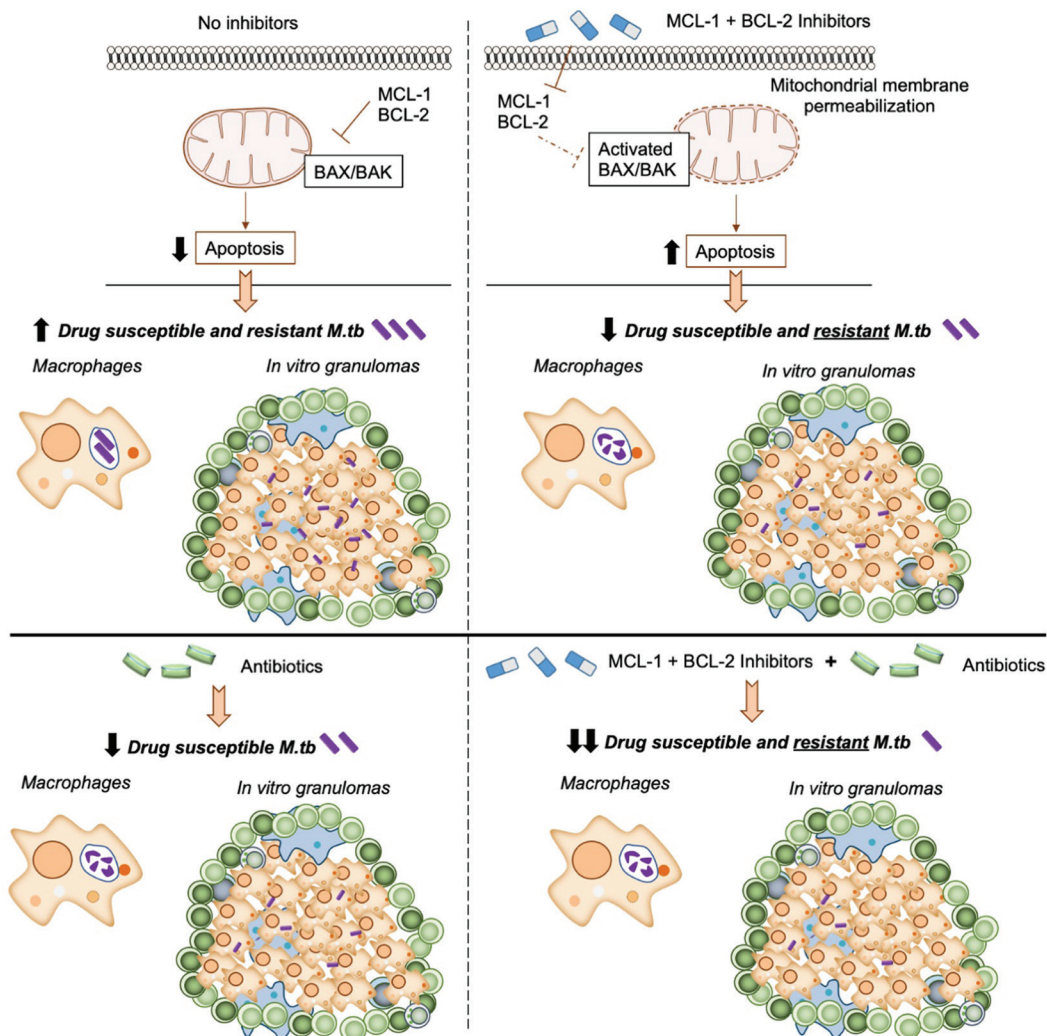 No inhibitors
MCL-1
BCL-2
BAX/BAK
Apoptosis
Drug susceptible and resistant M.tb
Macrophages
In vitro granulomas
MCL-1 + BCL-2 Inhibitors
Mitochondrial membrane
permeabilization
MCL-1
BCL-2
Activated
BAX/BAK
Apoptosis
Drug susceptible and resistant M.tb
Macrophages
In vitro granulomas
Antibiotics
Drug susceptible M.tb
Macrophages
In vitro granulomas
MCL-1 + BCL-2 Inhibitors + Antibiotics
Drug susceptible and resistant M.tb
Macrophages
In vitro granulomas